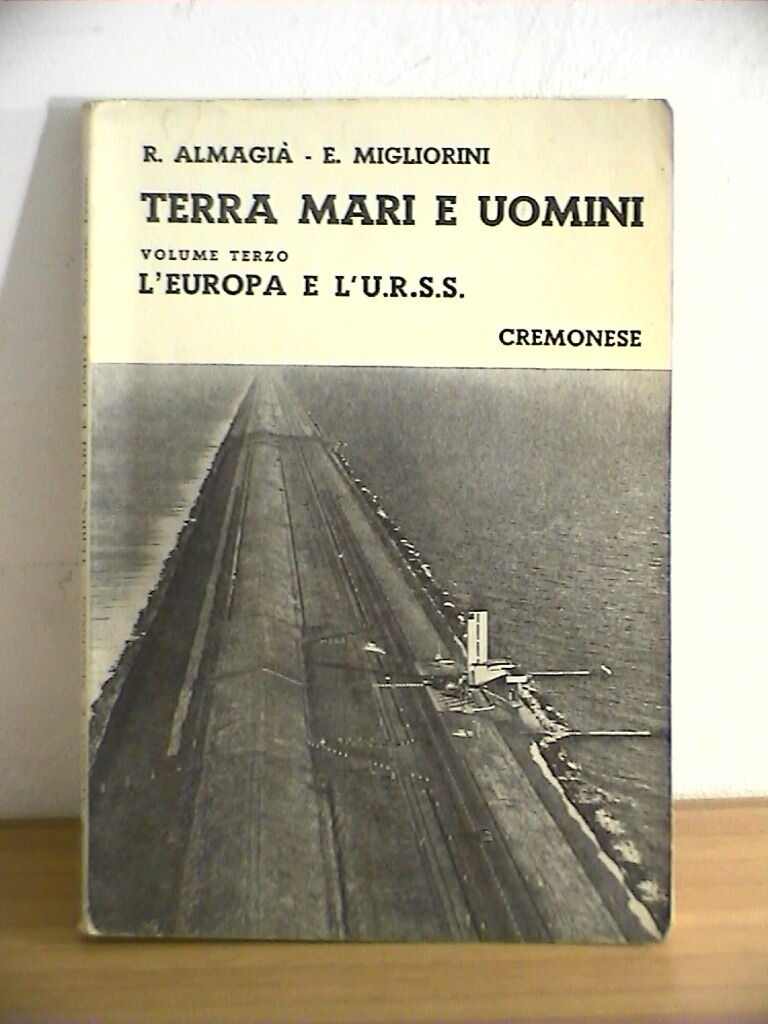 R. ALMAGIÀ - E. MIGLIORINI
TERRA MARI E UOMINI
VOLUME TERZO
L'EUROPA E L'U.R.S.S.
CREMONESE